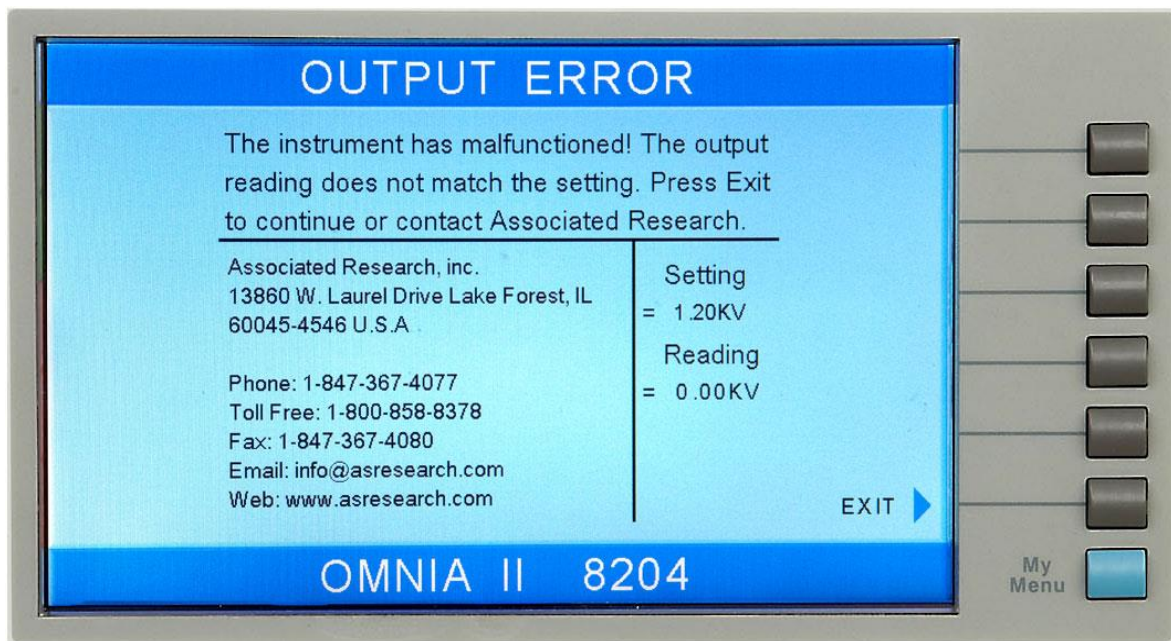 OUTPUT ERROR
The instrument has malfunctioned! The output
reading does not match the setting. Press Exit
to continue or contact Associated Research.
Associated Research, inc.
13860 W. Laurel Drive Lake Forest, IL
60045-4546 U.S.A
Phone: 1-847-367-4077
Toll Free: 1-800-858-8378
Fax: 1-847-367-4080
Email: info@asresearch.com
Web: www.asresearch.com
Setting
= 1.20KV
Reading
= 0.00KV
EXIT
OMNIA II 8204
My
Menu